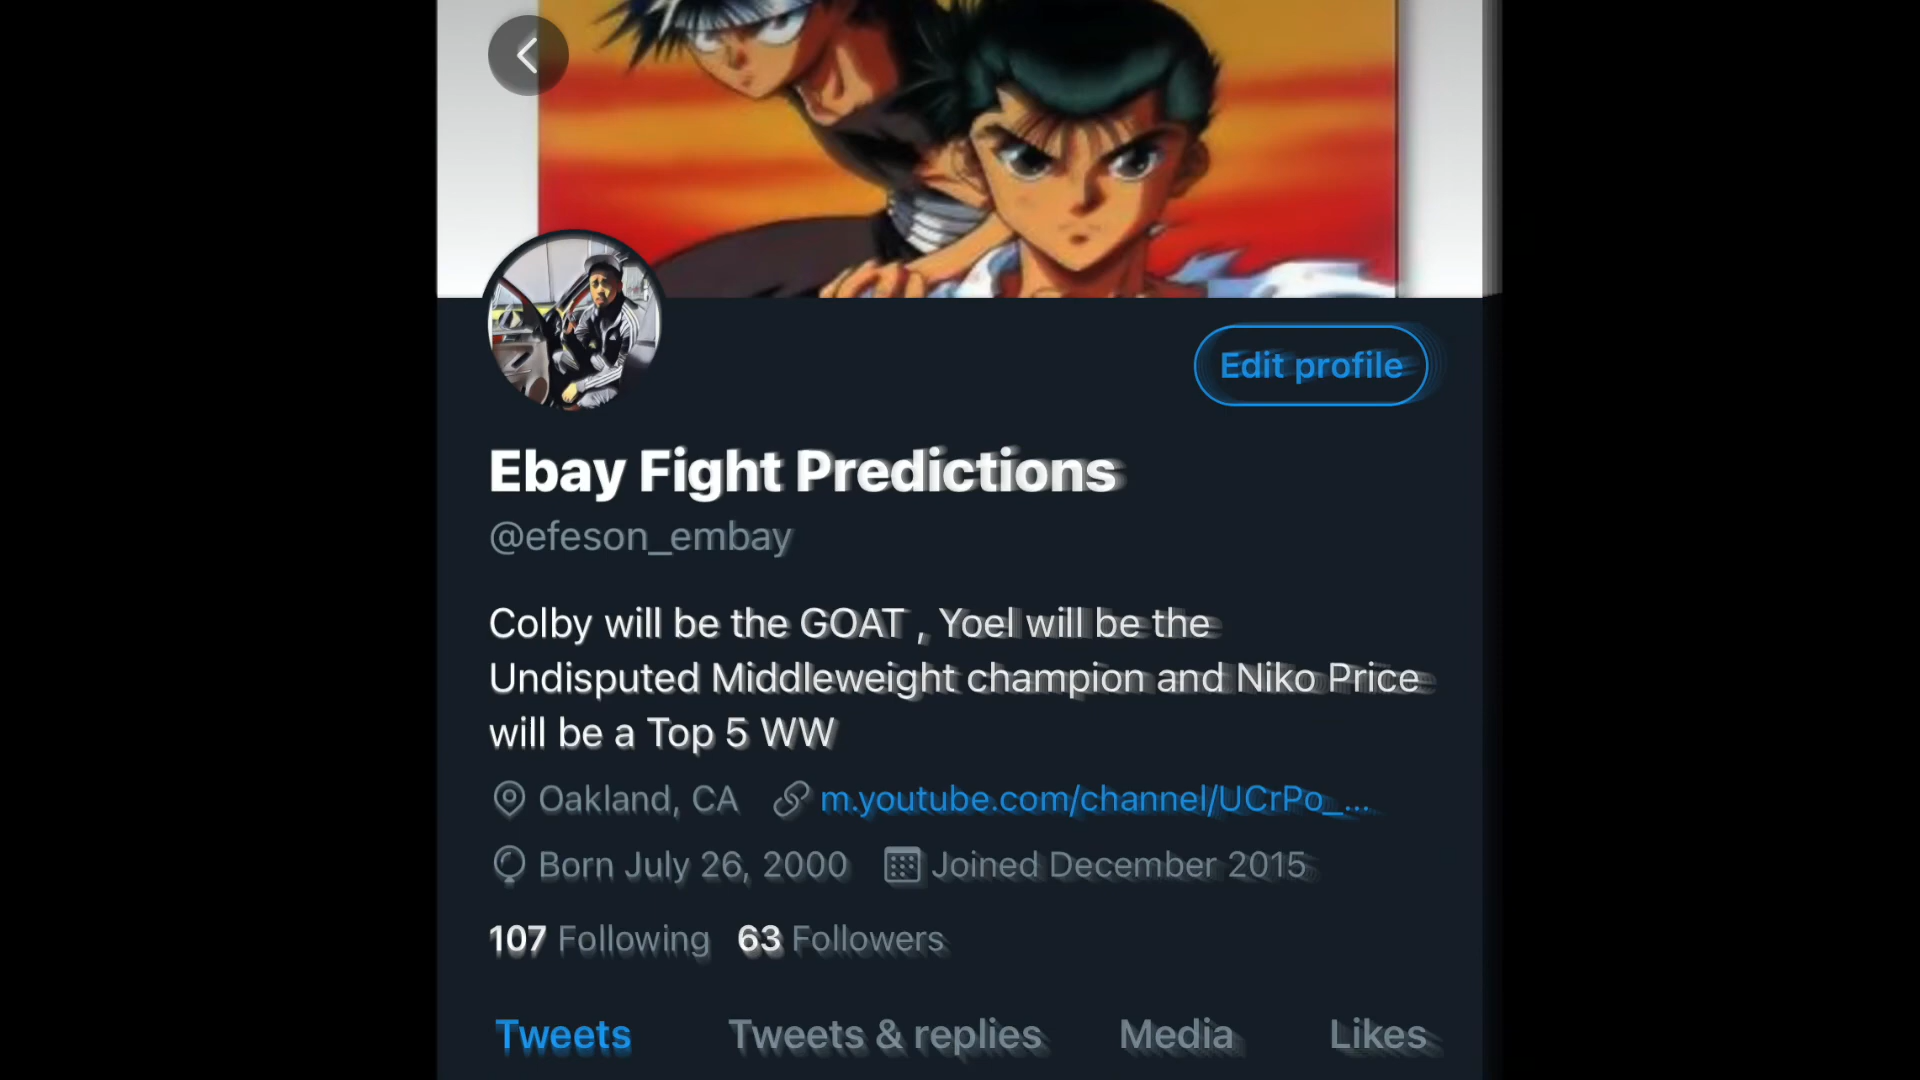 Edit profile
Ebay Fight Predictions
@efeson_embay
Colby will be the GOAT , Yoel will be the
Undisputed Middleweight champion and Niko Price
will be a Top 5 WW
Oakland, CA m.youtube.com/channel/UCrPo_...
Born July 26, 2000 Joined December 2015
107 Following 63 Followers
Tweets Tweets & replies Media Likes